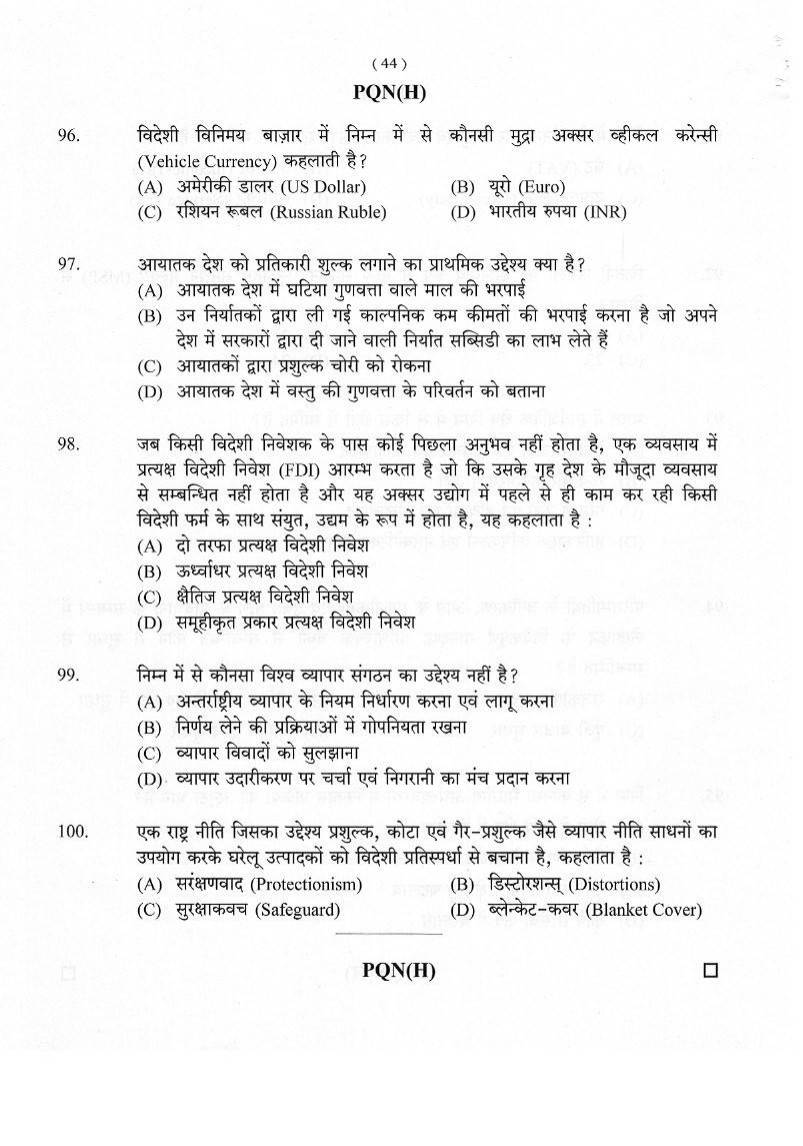 ( 44 )
PQN(H)
96. विदेशी विनिमय बाज़ार में निम्न में से कौनसी मुद्रा अक्सर व्हीकल करेन्सी
(Vehicle Currency) कहलाती है?
(A) अमेरीकी डालर (US Dollar) (B) यूरो (Euro)
(C) रशियन रूबल (Russian Ruble) (D) भारतीय रुपया (INR)
97. आयातक देश को प्रतिकारी शुल्क लगाने का प्राथमिक उद्देश्य क्या है?
(A) आयातक देश में घटिया गुणवत्ता वाले माल की भरपाई
(B) उन निर्यातकों द्वारा ली गई काल्पनिक कम कीमतों की भरपाई करना है जो अपने
देश में सरकारों द्वारा दी जाने वाली निर्यात सब्सिडी का लाभ लेते हैं
(C) आयातकों द्वारा प्रशुल्क चोरी को रोकना
(D) आयातक देश में वस्तु की गुणवत्ता के परिवर्तन को बताना
98. जब किसी विदेशी निवेशक के पास कोई पिछला अनुभव नहीं होता है, एक व्यवसाय में
प्रत्यक्ष विदेशी निवेश (FDI) आरम्भ करता है जो कि उसके गृह देश के मौजूदा व्यवसाय
से सम्बन्धित नहीं होता है और यह अक्सर उद्योग में पहले से ही काम कर रही किसी
विदेशी फर्म के साथ संयुत, उद्यम के रूप में होता है, यह कहलाता है :
(A) दो तरफा प्रत्यक्ष विदेशी निवेश
(B) ऊर्ध्वाधर प्रत्यक्ष विदेशी निवेश
(C) क्षैतिज प्रत्यक्ष विदेशी निवेश
(D) समूहीकृत प्रकार प्रत्यक्ष विदेशी निवेश
99. निम्न में से कौनसा विश्व व्यापार संगठन का उद्देश्य नहीं है?
(A) अन्तर्राष्ट्रीय व्यापार के नियम निर्धारण करना एवं लागू करना
(B) निर्णय लेने की प्रक्रियाओं में गोपनियता रखना
(C) व्यापार विवादों को सुलझाना
(D) व्यापार उदारीकरण पर चर्चा एवं निगरानी का मंच प्रदान करना
100. एक राष्ट्र नीति जिसका उद्देश्य प्रशुल्क, कोटा एवं गैर-प्रशुल्क जैसे व्यापार नीति साधनों का
उपयोग करके घरेलू उत्पादकों को विदेशी प्रतिस्पर्धा से बचाना है, कहलाता है :
(A) सरंक्षणवाद (Protectionism) (B) डिस्टोरशन्स् (Distortions)
(C) सुरक्षाकवच (Safeguard) (D) ब्लेन्केट-कवर (Blanket Cover)
PQN(H)